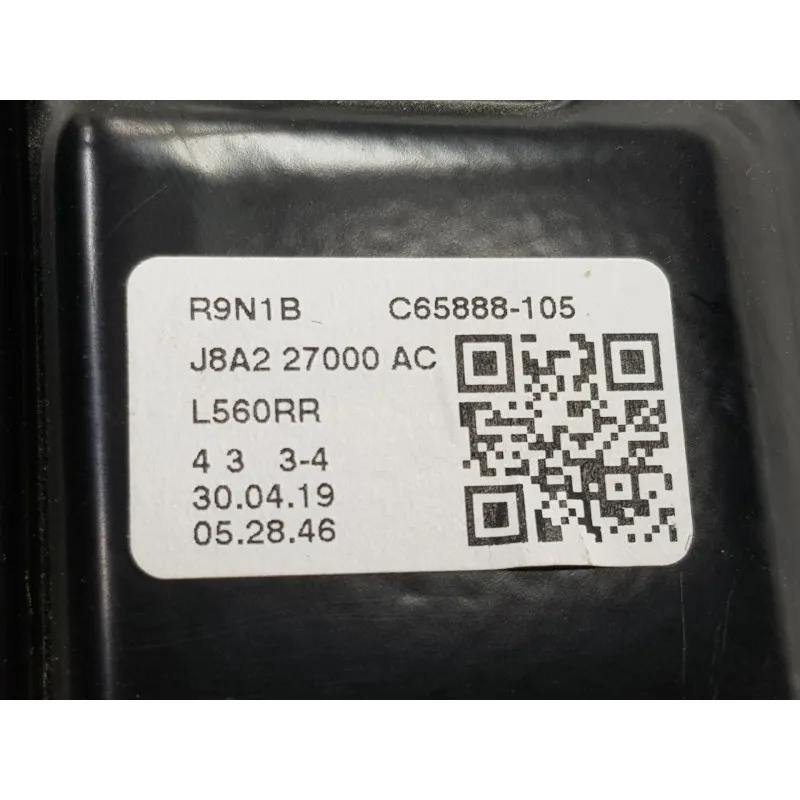 R9N1B C65888-105
J8A2 27000 AC
L560RR
4 3 3-4
30.04.19
05.28.46